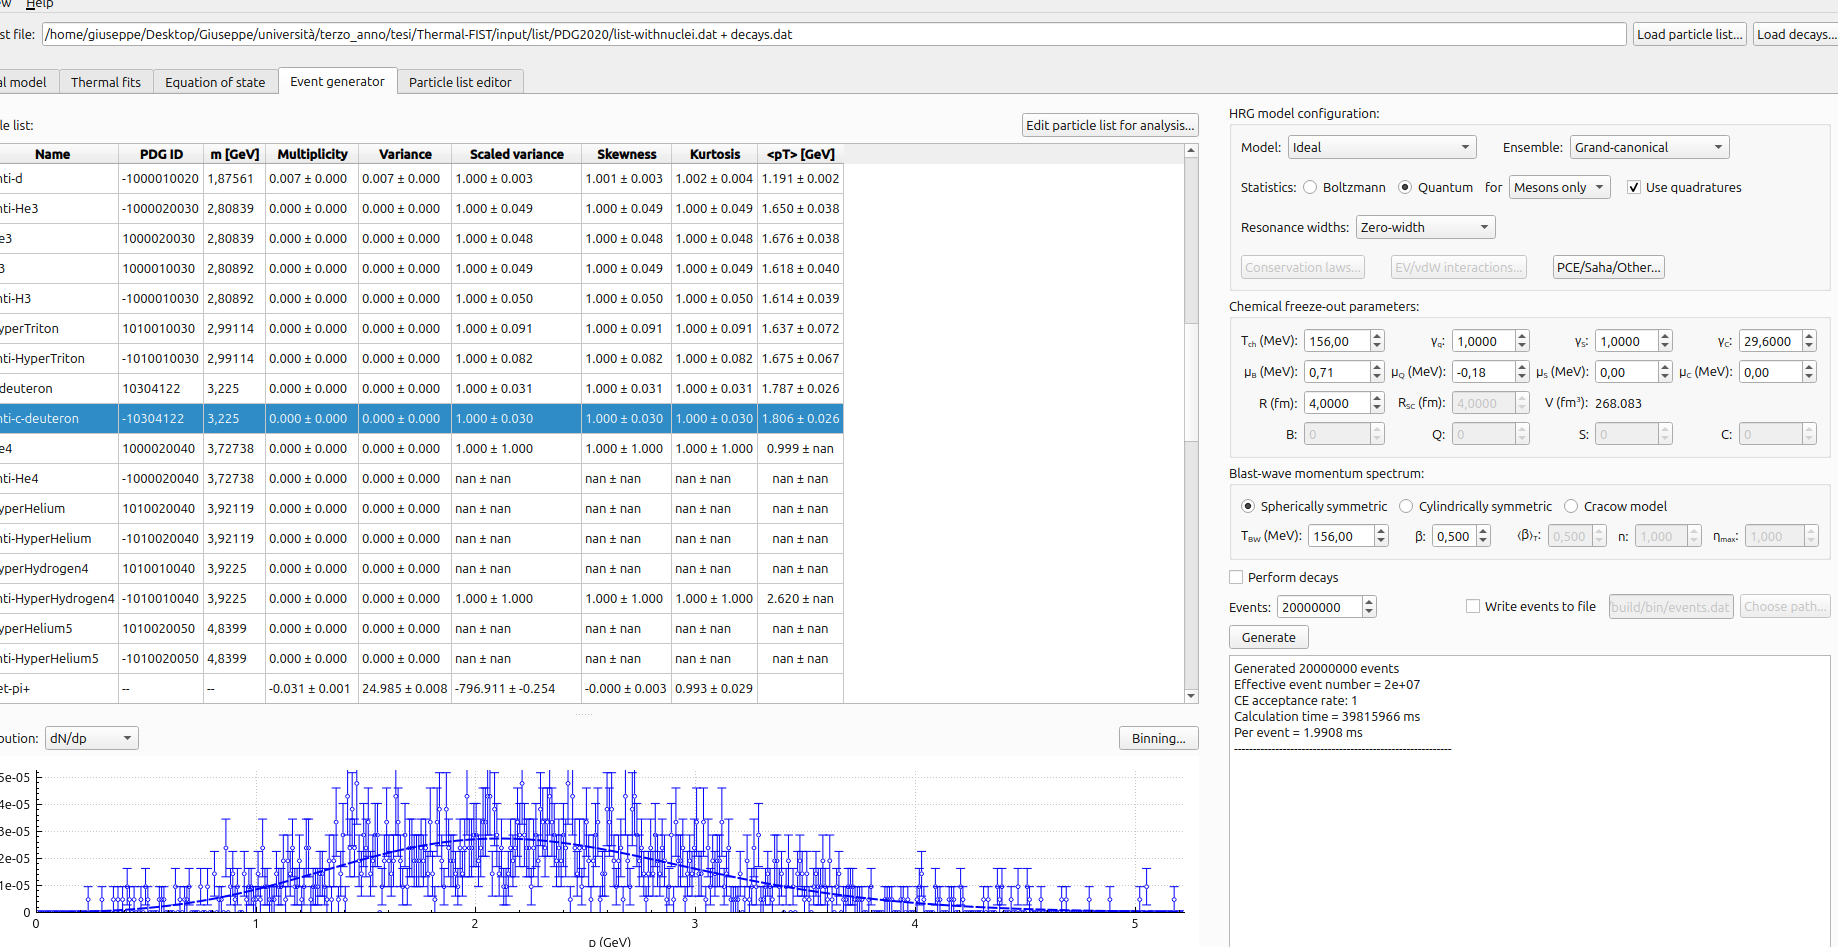 Help
st file: /home/giuseppe/Desktop/Giuseppe/università/terzo_anno/tesi/Thermal-FIST/input/list/PDG2020/list-withnuclei.dat + decays.dat Load particle list... Load decays...
al model Thermal fits Equation of state Event generator Particle list editor
le list: Edit particle list for analysis...
Name PDG ID m [GeV] Multiplicity Variance Scaled variance Skewness Kurtosis <pT> [GeV]
nti-d -1000010020 1,87561 0.007 ± 0.000 0.007 ± 0.000 1.000 ± 0.003 1.001 ± 0.003 1.002 ± 0.004 1.191 ± 0.002
nti-He3 -1000020030 2,80839 0.000 ± 0.000 0.000 ± 0.000 1.000 ± 0.049 1.000 ± 0.049 1.000 ± 0.049 1.650 ± 0.038
e3 1000020030 2,80839 0.000 ± 0.000 0.000 ± 0.000 1.000 ± 0.048 1.000 ± 0.048 1.000 ± 0.048 1.676 ± 0.038
3 1000010030 2,80892 0.000 ± 0.000 0.000 ± 0.000 1.000 ± 0.049 1.000 ± 0.049 1.000 ± 0.049 1.618 ± 0.040
nti-H3 -1000010030 2,80892 0.000 ± 0.000 0.000 ± 0.000 1.000 ± 0.050 1.000 ± 0.050 1.000 ± 0.050 1.614 ± 0.039
yperTriton 1010010030 2,99114 0.000 ± 0.000 0.000 ± 0.000 1.000 ± 0.091 1.000 ± 0.091 1.000 ± 0.091 1.637 ± 0.072
nti-HyperTriton -1010010030 2,99114 0.000 ± 0.000 0.000 ± 0.000 1.000 ± 0.082 1.000 ± 0.082 1.000 ± 0.082 1.675 ± 0.067
deuteron 10304122 3,225 0.000 ± 0.000 0.000 ± 0.000 1.000 ± 0.031 1.000 ± 0.031 1.000 ± 0.031 1.787 ± 0.026
nti-c-deuteron -10304122 3,225 0.000 ± 0.000 0.000 ± 0.000 1.000 ± 0.030 1.000 ± 0.030 1.000 ± 0.030 1.806 ± 0.026
e4 1000020040 3,72738 0.000 ± 0.000 0.000 ± 0.000 1.000 ± 1.000 1.000 ± 1.000 1.000 ± 1.000 0.999 ± nan
nti-He4 -1000020040 3,72738 0.000 ± 0.000 0.000 ± 0.000 nan ± nan nan ± nan nan ± nan nan ± nan
yperHelium 1010020040 3,92119 0.000 ± 0.000 0.000 ± 0.000 nan ± nan nan ± nan nan ± nan nan ± nan
nti-HyperHelium -1010020040 3,92119 0.000 ± 0.000 0.000 ± 0.000 nan ± nan nan ± nan nan ± nan nan ± nan
yperHydrogen4 1010010040 3,9225 0.000 ± 0.000 0.000 ± 0.000 nan ± nan nan ± nan nan ± nan nan ± nan
nti-HyperHydrogen4 -1010010040 3,9225 0.000 ± 0.000 0.000 ± 0.000 1.000 ± 1.000 1.000 ± 1.000 1.000 ± 1.000 2.620 ± nan
yperHelium5 1010020050 4,8399 0.000 ± 0.000 0.000 ± 0.000 nan ± nan nan ± nan nan ± nan nan ± nan
nti-HyperHelium5 -1010020050 4,8399 0.000 ± 0.000 0.000 ± 0.000 nan ± nan nan ± nan nan ± nan nan ± nan
et-pi+ -- -- -0.031 ± 0.001 24.985 ± 0.008 -796.911 ± -0.254 -0.000 ± 0.003 0.993 ± 0.029
bution: dN/dp Binning...
5e-05
4e-05
3e-05
2e-05
1e-05
0
0 1 2 3 4 5
p (GeV)
HRG model configuration:
Model: Ideal Ensemble: Grand-canonical
Statistics: Boltzmann Quantum for Mesons only Use quadratures
Resonance widths: Zero-width
Conservation laws... EV/vdW interactions... PCE/Saha/Other...
Chemical freeze-out parameters:
Tch (MeV): 156,00 γq: 1,0000 γS: 1,0000 γC: 29,6000
μB (MeV): 0,71 μQ (MeV): -0,18 μS (MeV): 0,00 μC (MeV): 0,00
R (fm): 4,0000 RSC (fm): 4,0000 V (fm³): 268.083
B: 0 Q: 0 S: 0 C: 0
Blast-wave momentum spectrum:
Spherically symmetric Cylindrically symmetric Cracow model
TBW (MeV): 156,00 β: 0,500 ⟨β⟩T: 0,500 n: 1,000 ηmax: 1,000
Perform decays
Events: 20000000 Write events to file build/bin/events.dat Choose path...
Generate
Generated 20000000 events
Effective event number = 2e+07
CE acceptance rate: 1
Calculation time = 39815966 ms
Per event = 1.9908 ms
----------------------------------------------------------